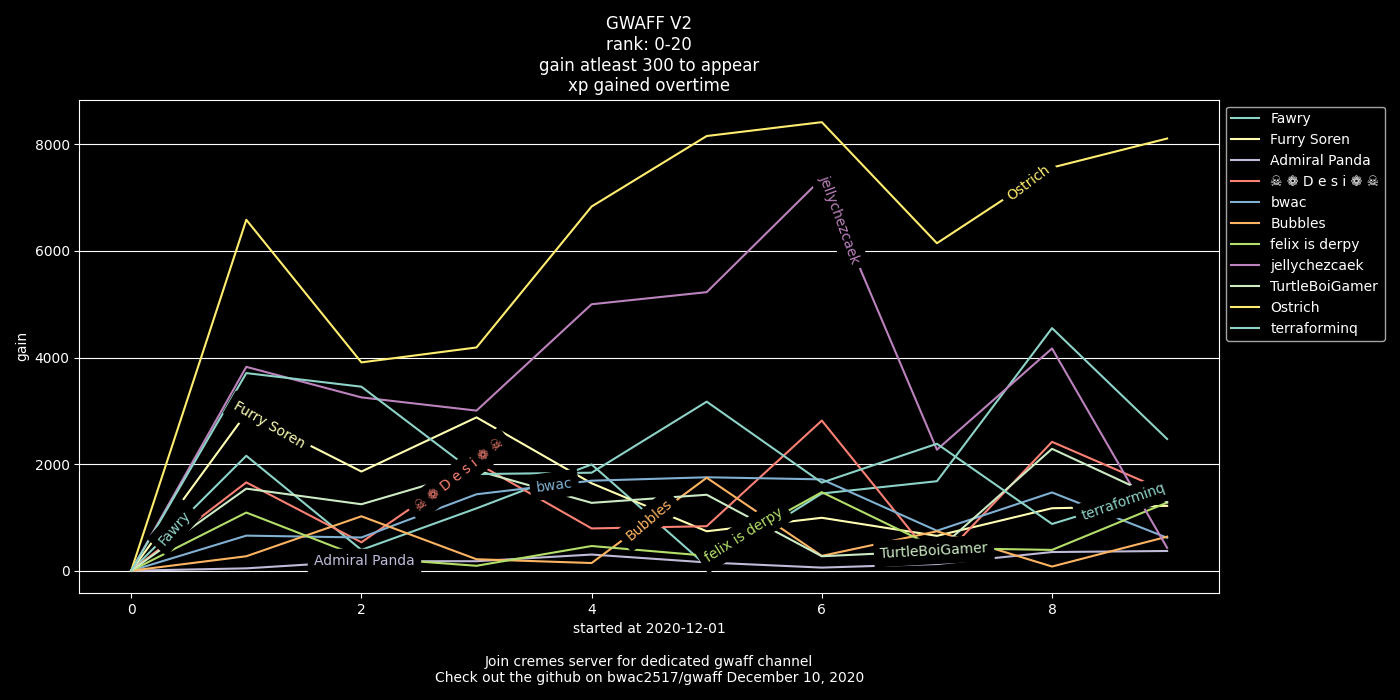 GWAFF V2
rank: 0-20
gain atleast 300 to appear
xp gained overtime
gain
8000
6000
4000
2000
0
0
2
4
6
8
Fawry
Furry Soren
Admiral Panda
☠ ❁ D e s i ❁ ☠
bwac
Bubbles
felix is derpy
jellychezcaek
TurtleBoiGamer
Ostrich
terraforminq
Fawry
Furry Soren
Admiral Panda
☠ ❁ D e s i ❁ ☠
bwac
Bubbles
felix is derpy
jellychezcaek
TurtleBoiGamer
Ostrich
terraforminq
started at 2020-12-01
Join cremes server for dedicated gwaff channel
Check out the github on bwac2517/gwaff December 10, 2020